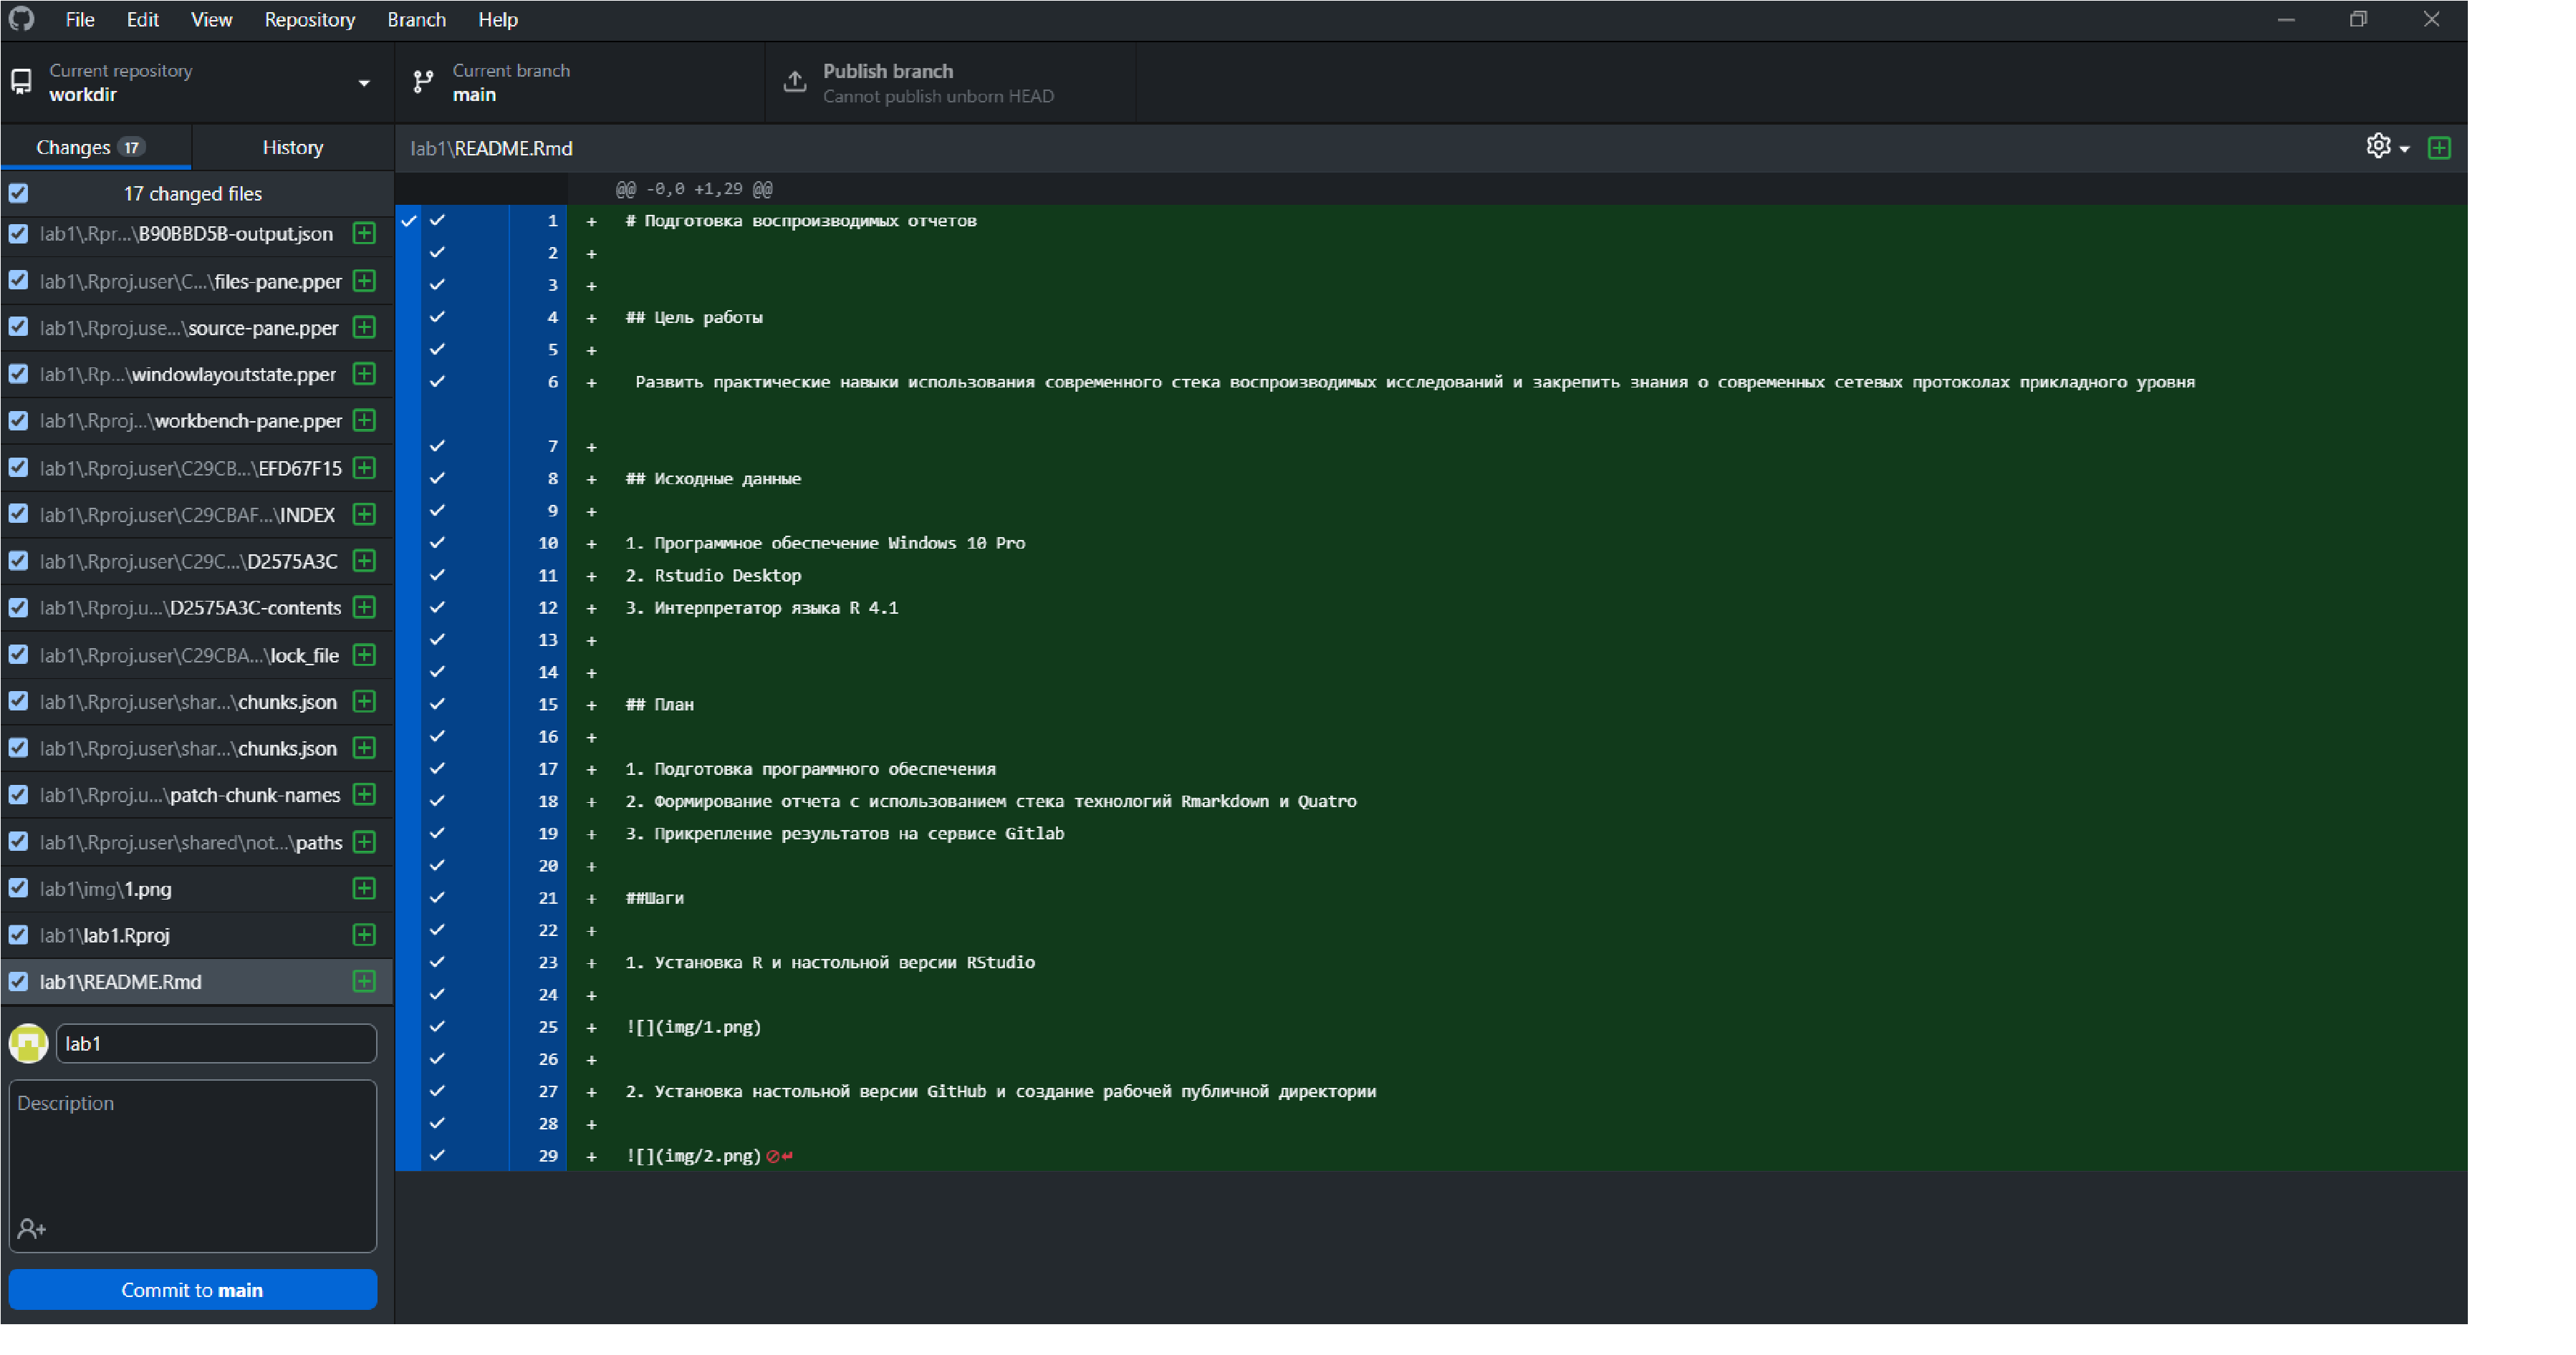 File Edit View Repository Branch Help
Current repository
workdir
Current branch
main
Publish branch
Cannot publish unborn HEAD
Changes 17
History
17 changed files
lab1\.Rpr...\B90BBD5B-output.json
lab1\.Rproj.user\C...\files-pane.pper
lab1\.Rproj.use...\source-pane.pper
lab1\.Rp...\windowlayoutstate.pper
lab1\.Rproj...\workbench-pane.pper
lab1\.Rproj.user\C29CB...\EFD67F15
lab1\.Rproj.user\C29CBAF...\INDEX
lab1\.Rproj.user\C29C...\D2575A3C
lab1\.Rproj.u...\D2575A3C-contents
lab1\.Rproj.user\C29CBA...\lock_file
lab1\.Rproj.user\shar...\chunks.json
lab1\.Rproj.user\shar...\chunks.json
lab1\.Rproj.u...\patch-chunk-names
lab1\.Rproj.user\shared\not...\paths
lab1\img\1.png
lab1\lab1.Rproj
lab1\README.Rmd
lab1
Description
Commit to main
lab1\README.Rmd
@@ -0,0 +1,29 @@
1 + # Подготовка воспроизводимых отчетов
2 +
3 +
4 + ## Цель работы
5 +
6 + Развить практические навыки использования современного стека воспроизводимых исследований и закрепить знания о современных сетевых протоколах прикладного уровня
7 +
8 + ## Исходные данные
9 +
10 + 1. Программное обеспечение Windows 10 Pro
11 + 2. Rstudio Desktop
12 + 3. Интерпретатор языка R 4.1
13 +
14 +
15 + ## План
16 +
17 + 1. Подготовка программного обеспечения
18 + 2. Формирование отчета с использованием стека технологий Rmarkdown и Quatro
19 + 3. Прикрепление результатов на сервисе Gitlab
20 +
21 + ##Шаги
22 +
23 + 1. Установка R и настольной версии RStudio
24 +
25 + ![](img/1.png)
26 +
27 + 2. Установка настольной версии GitHub и создание рабочей публичной директории
28 +
29 + ![](img/2.png)